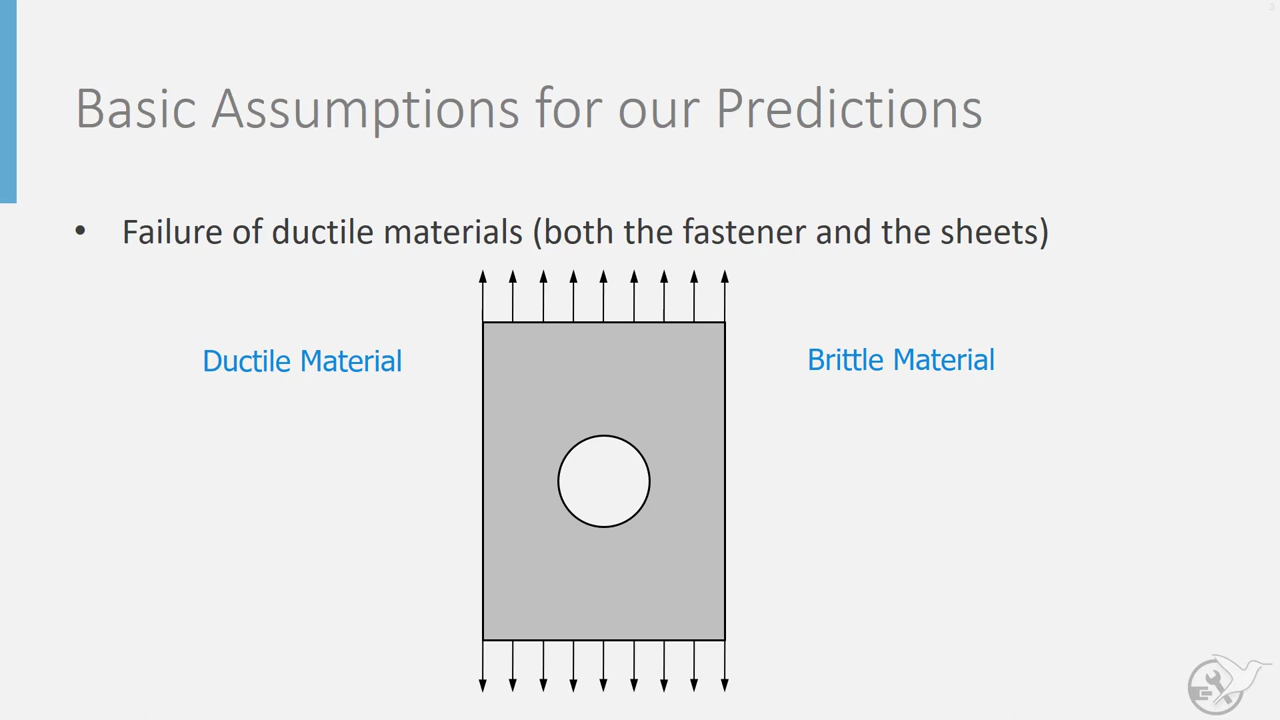 3
Basic Assumptions for our Predictions
• Failure of ductile materials (both the fastener and the sheets)
Ductile Material
Brittle Material